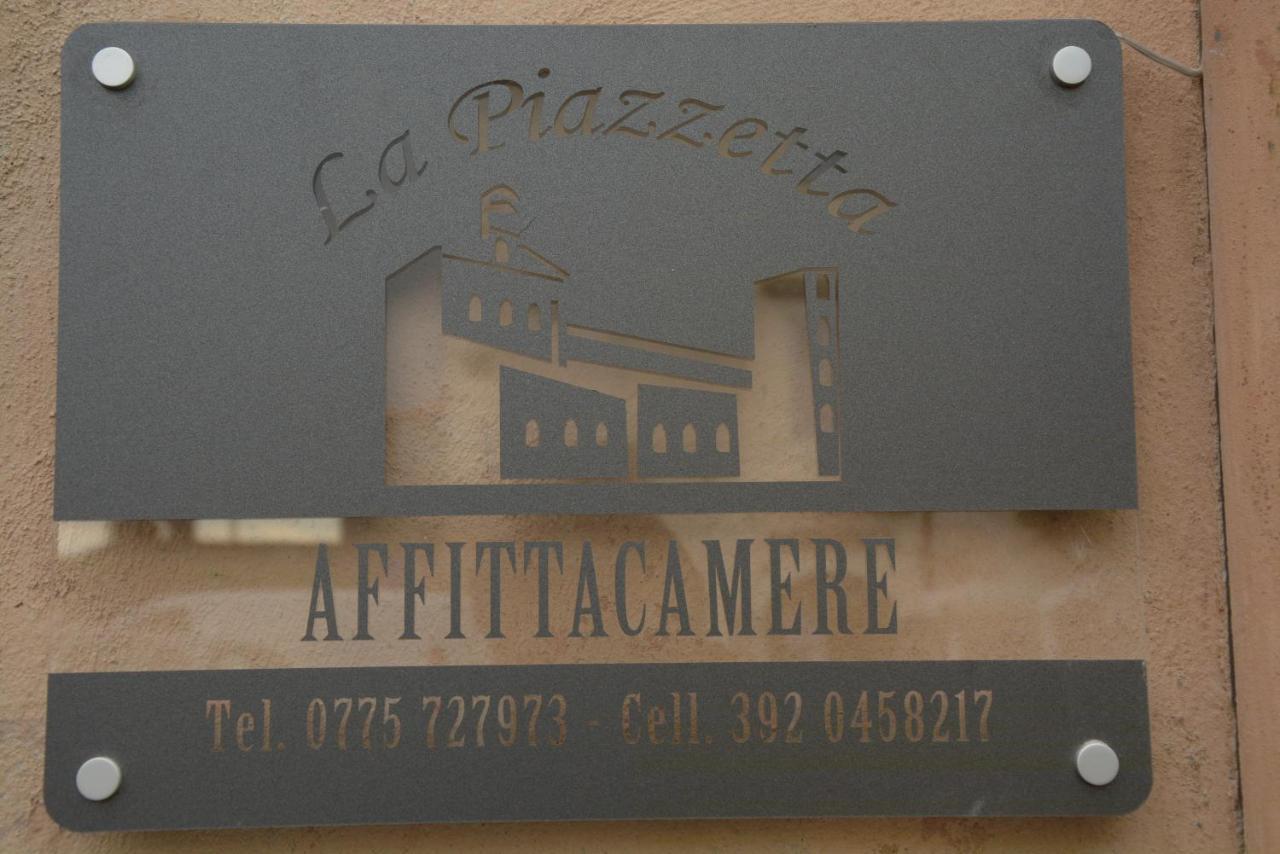 La Piazzetta
AFFITTACAMERE
Tel. 0775 727973 - Cell. 392 0458217